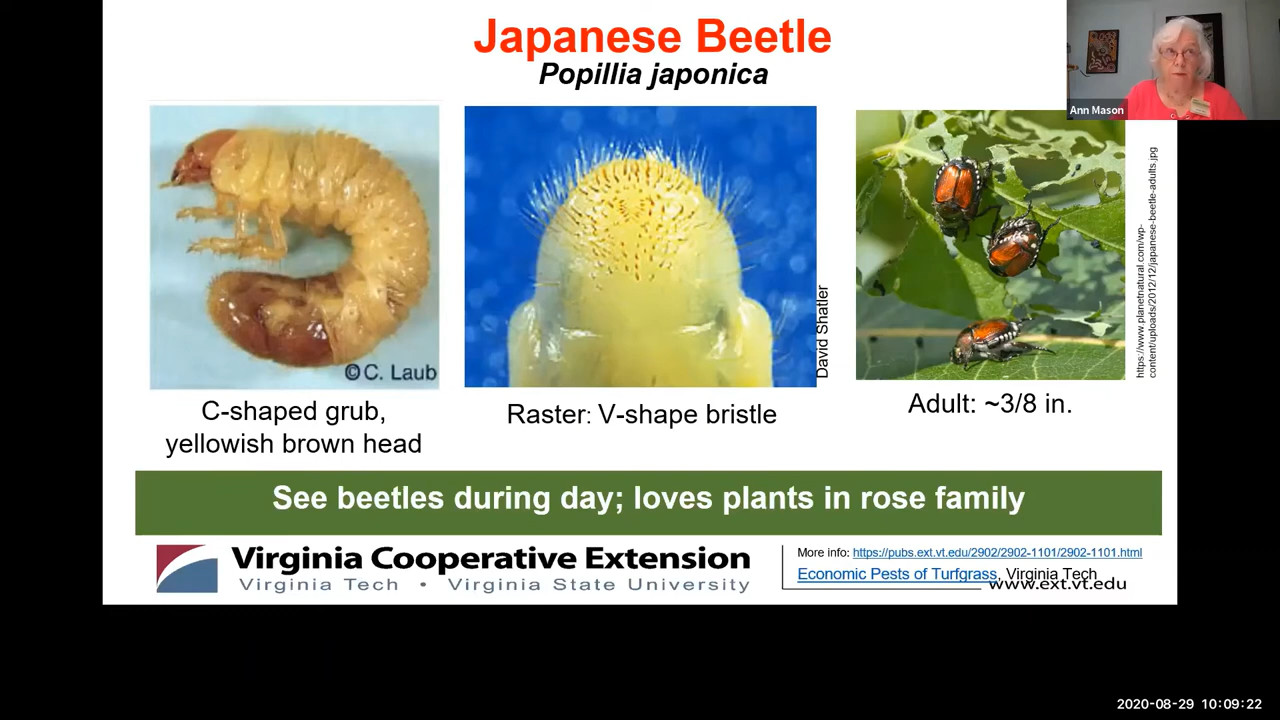 Japanese Beetle
Popillia japonica
Ann Mason
© C. Laub
David Shatler
https://www.planetnatural.com/wp-
content/uploads/2012/12/japanese-beetle-adults.jpg
C-shaped grub,
yellowish brown head
Raster: V-shape bristle
Adult: ~3/8 in.
See beetles during day; loves plants in rose family
Virginia Cooperative Extension
Virginia Tech • Virginia State University
More info: https://pubs.ext.vt.edu/2902/2902-1101/2902-1101.html
Economic Pests of Turfgrass, Virginia Tech
www.ext.vt.edu
2020-08-29 10:09:22